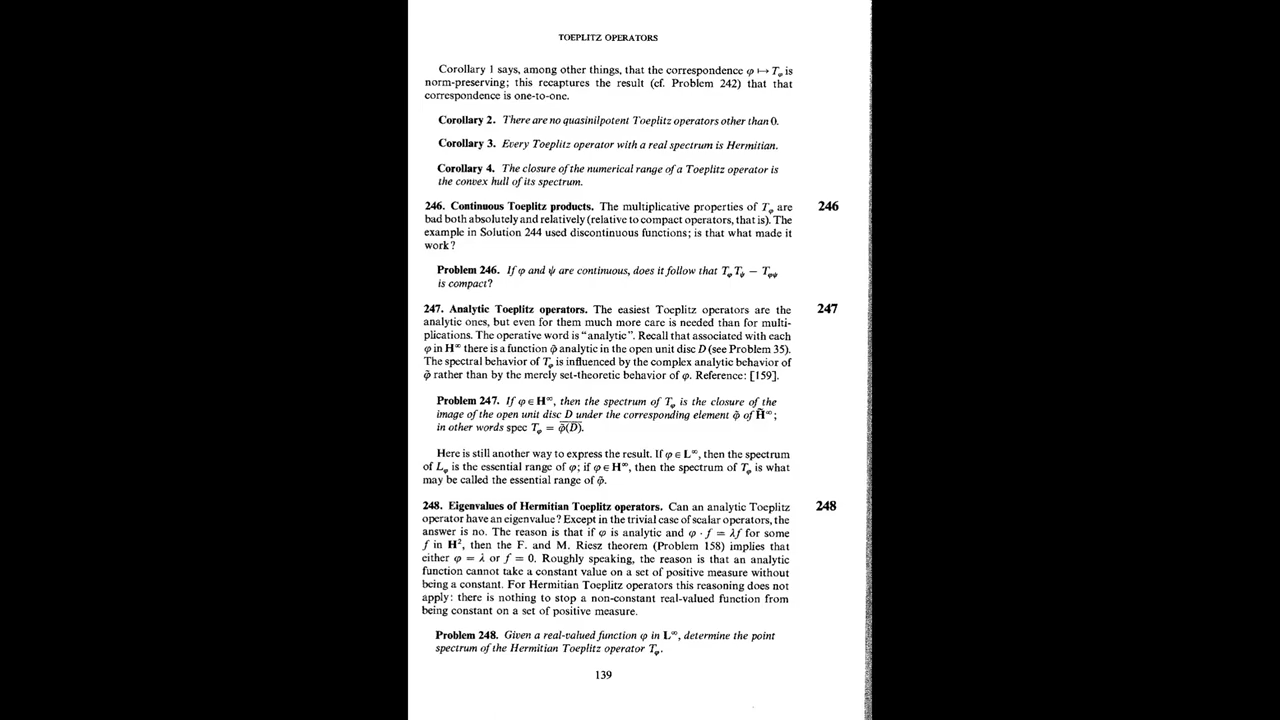 TOEPLITZ OPERATORS
Corollary 1 says, among other things, that the correspondence φ ↦ T_φ is
norm-preserving; this recaptures the result (cf. Problem 242) that that
correspondence is one-to-one.
Corollary 2. There are no quasinilpotent Toeplitz operators other than 0.
Corollary 3. Every Toeplitz operator with a real spectrum is Hermitian.
Corollary 4. The closure of the numerical range of a Toeplitz operator is
the convex hull of its spectrum.
246. Continuous Toeplitz products. The multiplicative properties of T_φ are 246
bad both absolutely and relatively (relative to compact operators, that is). The
example in Solution 244 used discontinuous functions; is that what made it
work?
Problem 246. If φ and ψ are continuous, does it follow that T_φ T_ψ − T_φψ
is compact?
247. Analytic Toeplitz operators. The easiest Toeplitz operators are the 247
analytic ones, but even for them much more care is needed than for multi-
plications. The operative word is "analytic". Recall that associated with each
φ in H^∞ there is a function φ̃ analytic in the open unit disc D (see Problem 35).
The spectral behavior of T_φ is influenced by the complex analytic behavior of
φ̃ rather than by the merely set-theoretic behavior of φ. Reference: [159].
Problem 247. If φ ∈ H^∞, then the spectrum of T_φ is the closure of the
image of the open unit disc D under the corresponding element φ̃ of H̃^∞;
in other words spec T_φ = \overline{φ̃(D)}.
Here is still another way to express the result. If φ ∈ L^∞, then the spectrum
of L_φ is the essential range of φ; if φ ∈ H^∞, then the spectrum of T_φ is what
may be called the essential range of φ̃.
248. Eigenvalues of Hermitian Toeplitz operators. Can an analytic Toeplitz 248
operator have an eigenvalue? Except in the trivial case of scalar operators, the
answer is no. The reason is that if φ is analytic and φ · f = λf for some
f in H², then the F. and M. Riesz theorem (Problem 158) implies that
either φ = λ or f = 0. Roughly speaking, the reason is that an analytic
function cannot take a constant value on a set of positive measure without
being a constant. For Hermitian Toeplitz operators this reasoning does not
apply: there is nothing to stop a non-constant real-valued function from
being constant on a set of positive measure.
Problem 248. Given a real-valued function φ in L^∞, determine the point
spectrum of the Hermitian Toeplitz operator T_φ.
139